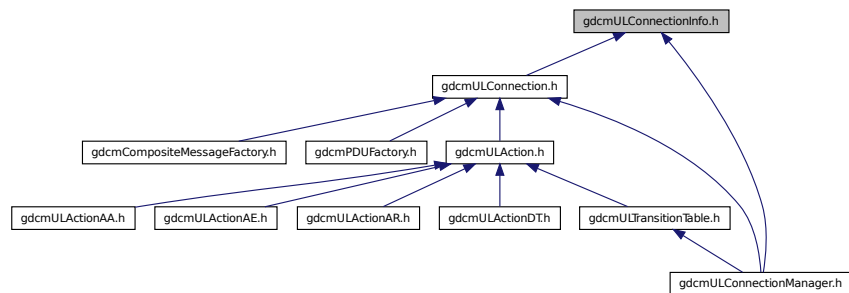 gdcmULConnectionInfo.h
gdcmULConnection.h
gdcmCompositeMessageFactory.h
gdcmPDUFactory.h
gdcmULAction.h
gdcmULActionAA.h
gdcmULActionAE.h
gdcmULActionAR.h
gdcmULActionDT.h
gdcmULTransitionTable.h
gdcmULConnectionManager.h